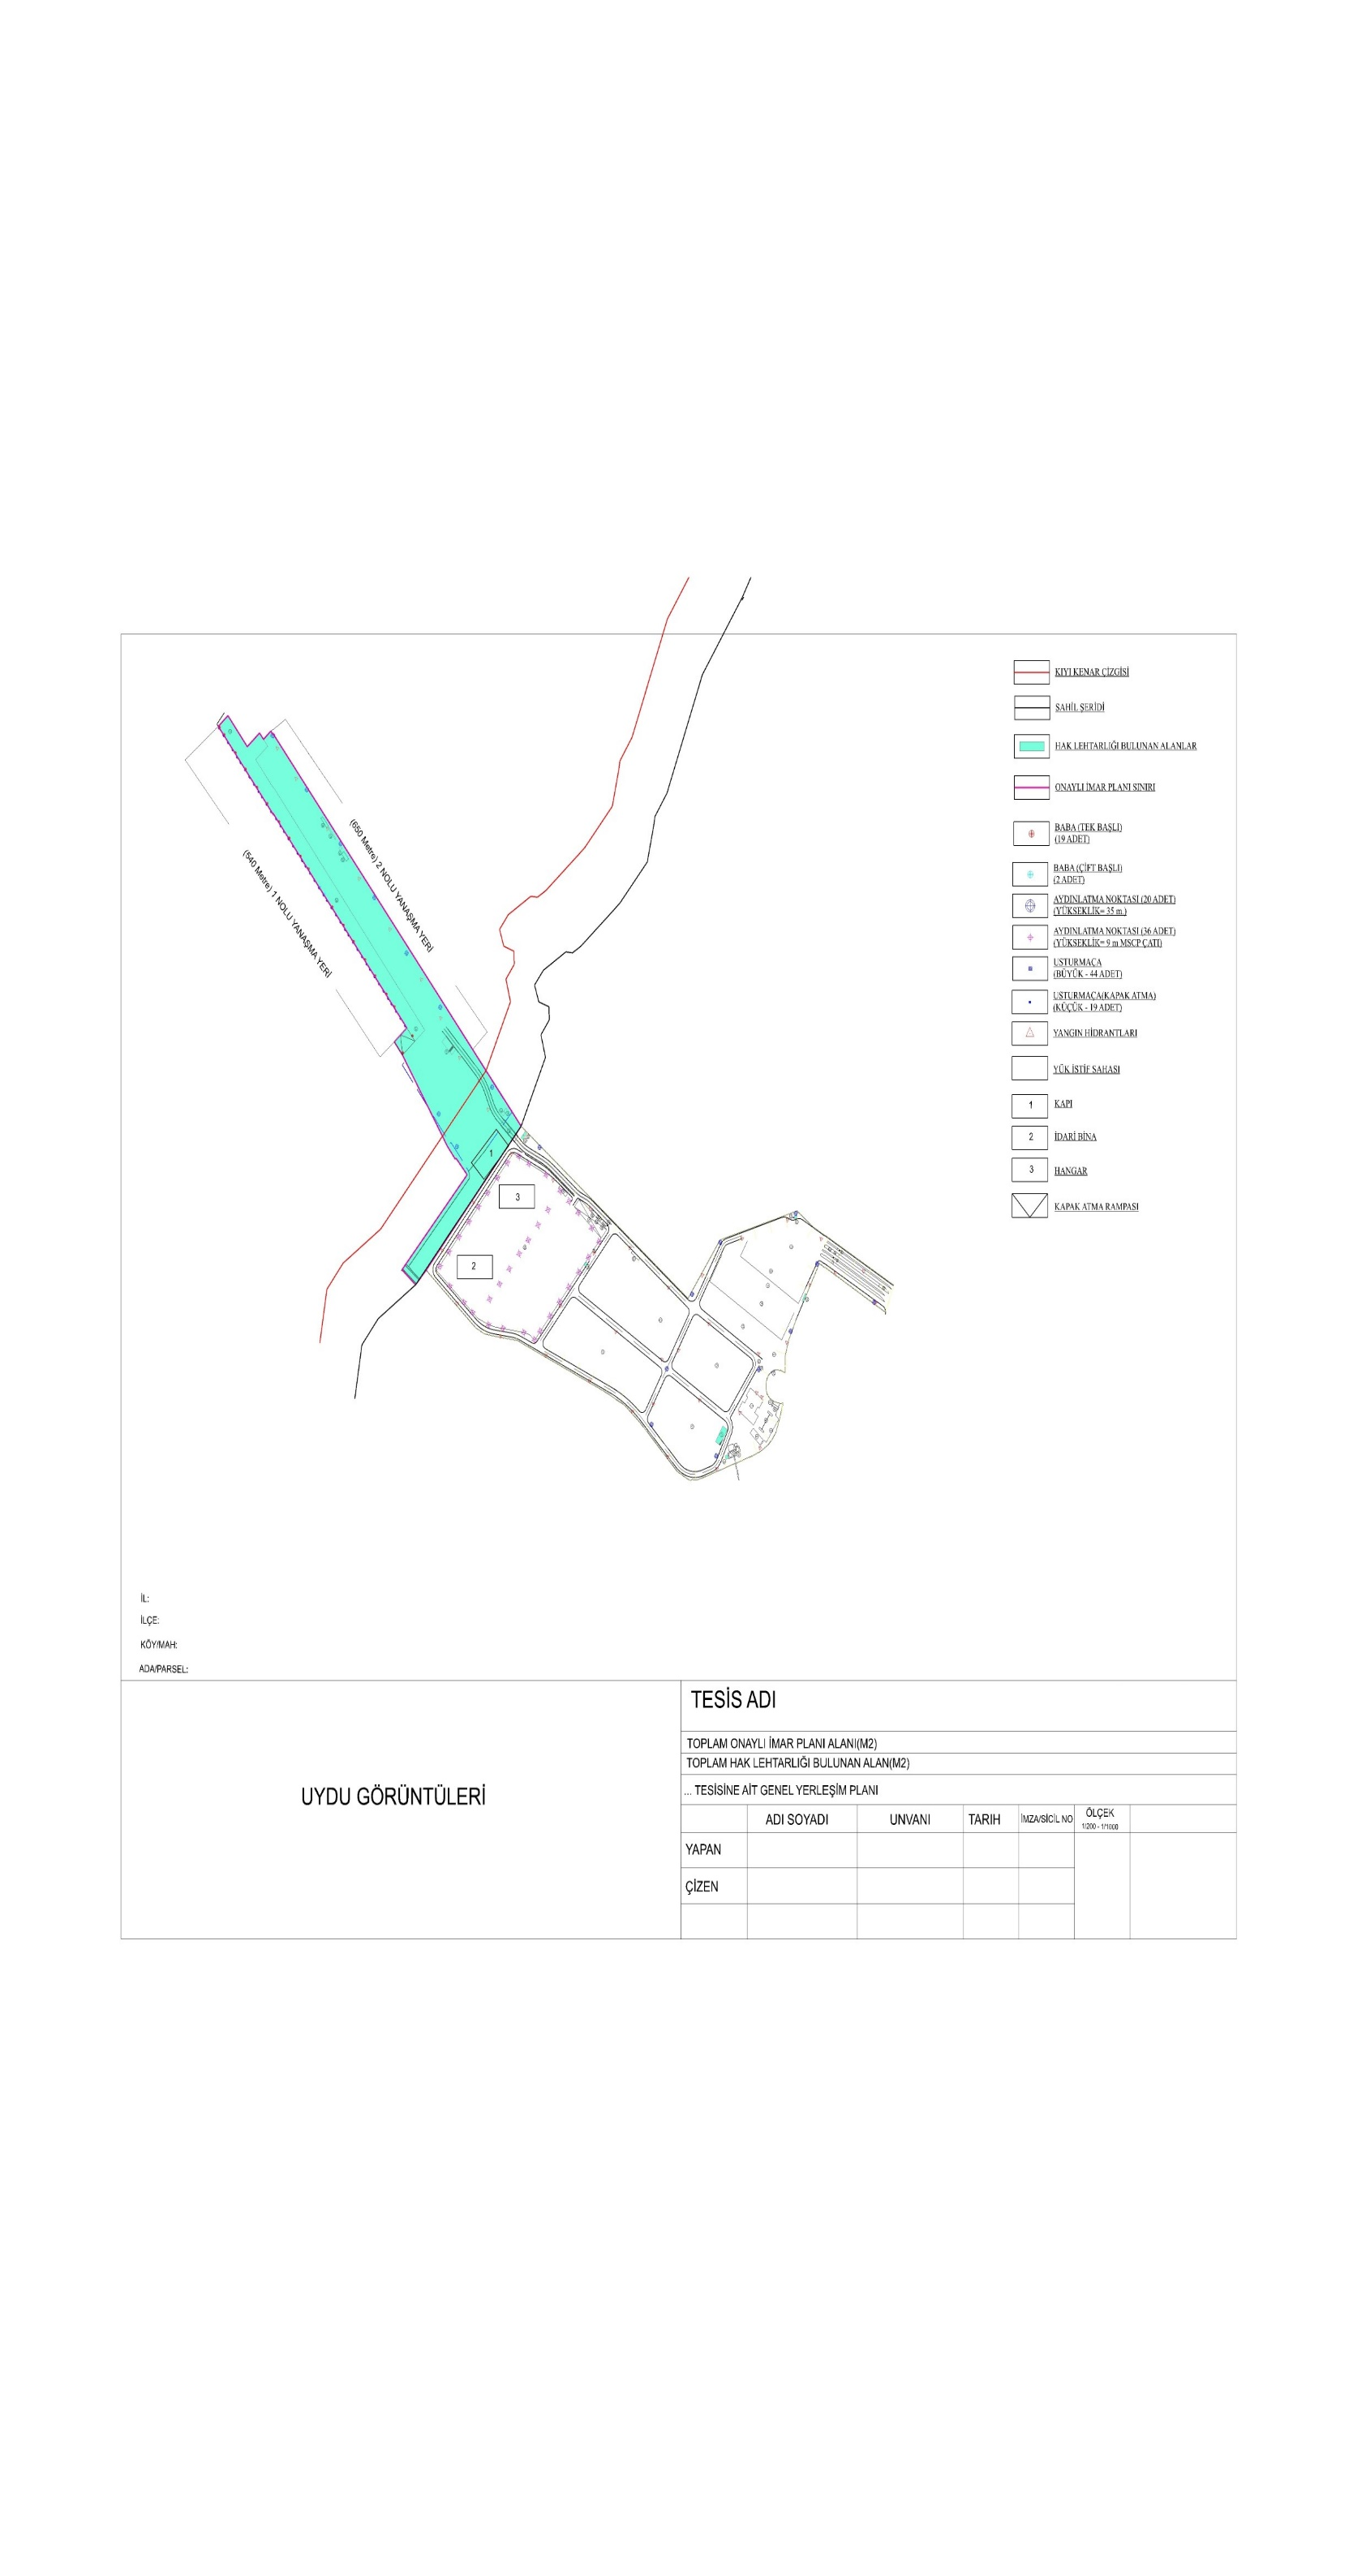 KIYI KENAR ÇİZGİSİ
SAHİL ŞERİDİ
HAK LEHTARLIĞI BULUNAN ALANLAR
ONAYLI İMAR PLANI SINIRI
BABA (TEK BAŞLI)
(19 ADET)
BABA (ÇİFT BAŞLI)
(2 ADET)
AYDINLATMA NOKTASI (20 ADET)
(YÜKSEKLİK= 35 m.)
AYDINLATMA NOKTASI (36 ADET)
(YÜKSEKLİK= 9 m MSCP ÇATI)
USTURMAÇA
(BÜYÜK - 44 ADET)
USTURMAÇA(KAPAK ATMA)
(KÜÇÜK - 19 ADET)
YANGIN HİDRANTLARI
YÜK İSTİF SAHASI
1 KAPI
2 İDARİ BİNA
3 HANGAR
KAPAK ATMA RAMPASI
(650 Metre) 2 NOLU YANAŞMA YERİ
(540 Metre) 1 NOLU YANAŞMA YERİ
1
3
2
İL:
İLÇE:
KÖY/MAH:
ADA/PARSEL:
UYDU GÖRÜNTÜLERİ
TESİS ADI
TOPLAM ONAYLI İMAR PLANI ALANI(M2)
TOPLAM HAK LEHTARLIĞI BULUNAN ALAN(M2)
... TESİSİNE AİT GENEL YERLEŞİM PLANI
ADI SOYADI UNVANI TARIH İMZA/SİCİL NO ÖLÇEK
1/200 - 1/1000
YAPAN
ÇİZEN